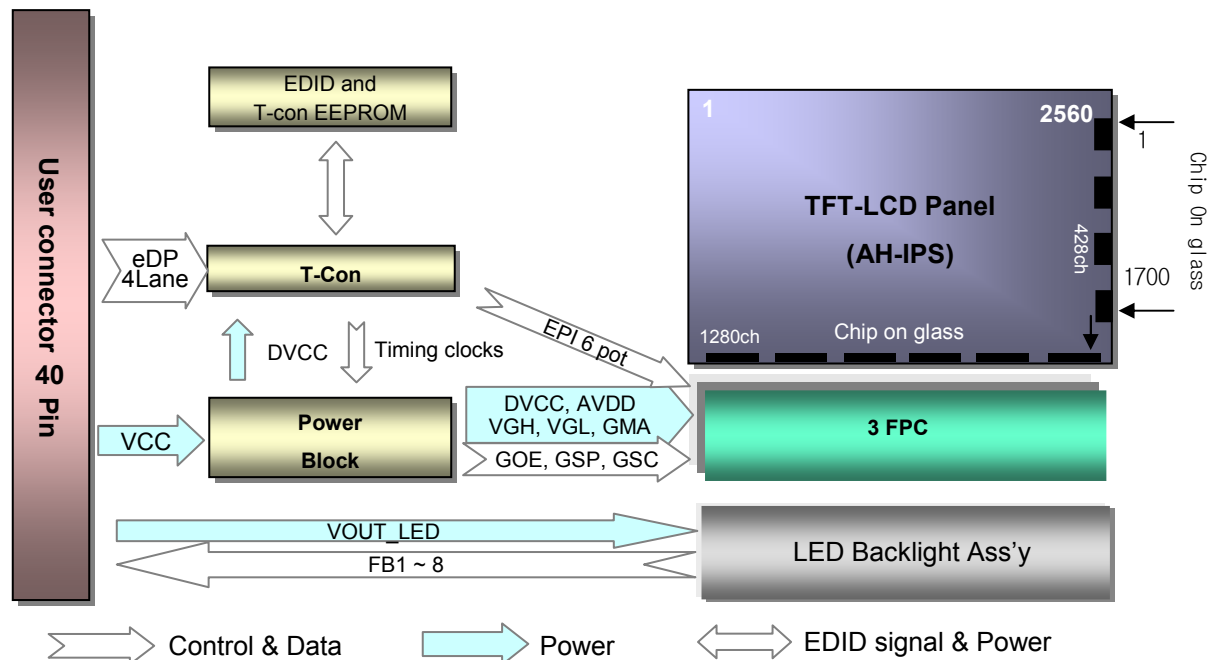 User connector 40 Pin
EDID and
T-con EEPROM
eDP
4Lane
T-Con
DVCC
Timing clocks
EPI 6 pot
VCC
Power
Block
DVCC, AVDD
VGH, VGL, GMA
GOE, GSP, GSC
1
2560
TFT-LCD Panel
(AH-IPS)
428ch
1280ch
Chip on glass
1
1700
Chip On glass
3 FPC
VOUT_LED
FB1 ~ 8
LED Backlight Ass'y
Control & Data
Power
EDID signal & Power